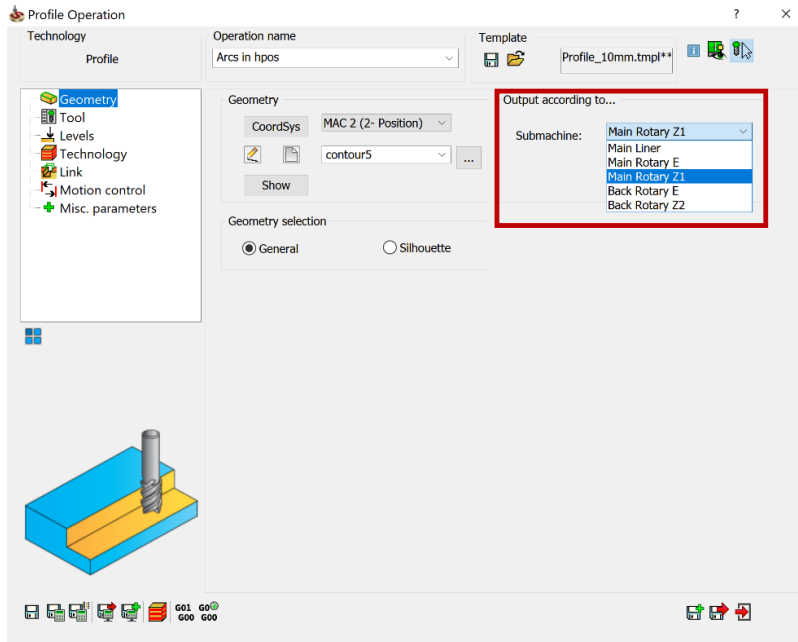 Profile Operation
?
Technology
Profile
Operation name
Arcs in hpos
Template
Profile_10mm.tmpl**
Geometry
Tool
Levels
Technology
Link
Motion control
Misc. parameters
Geometry
CoordSys
MAC 2 (2- Position)
contour5
...
Show
Geometry selection
General
Silhouette
Output according to...
Submachine:
Main Rotary Z1
Main Liner
Main Rotary E
Main Rotary Z1
Back Rotary E
Back Rotary Z2
G01
G00
G0
G00